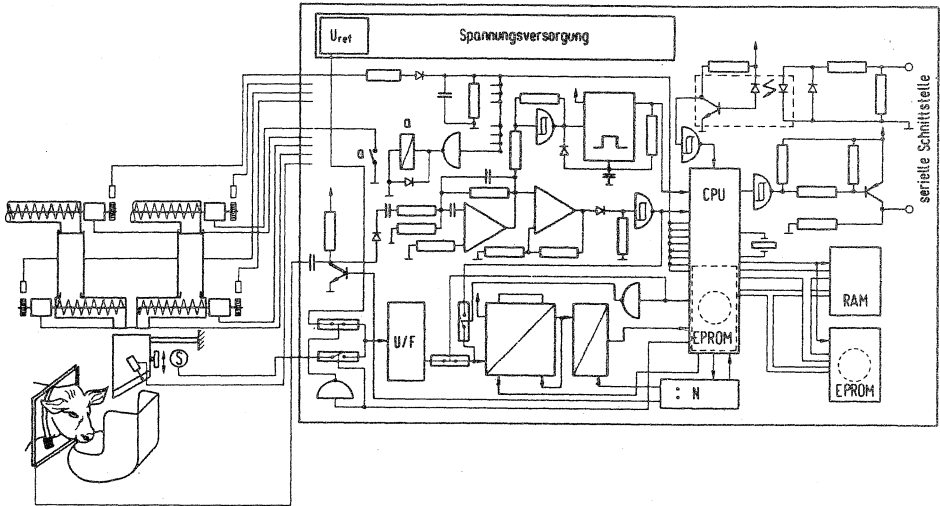 Uref
Spannungsversorgung
a
a
CPU
serielle Schnittstelle
U/F
EPROM
RAM
EPROM
: N
S